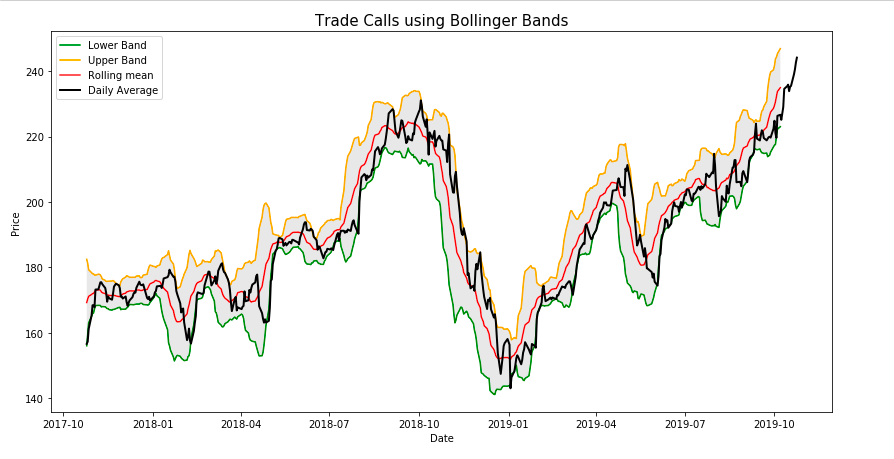 Trade Calls using Bollinger Bands
Lower Band
Upper Band
Rolling mean
Daily Average
240
220
200
180
160
140
Price
2017-10 2018-01 2018-04 2018-07 2018-10 2019-01 2019-04 2019-07 2019-10
Date